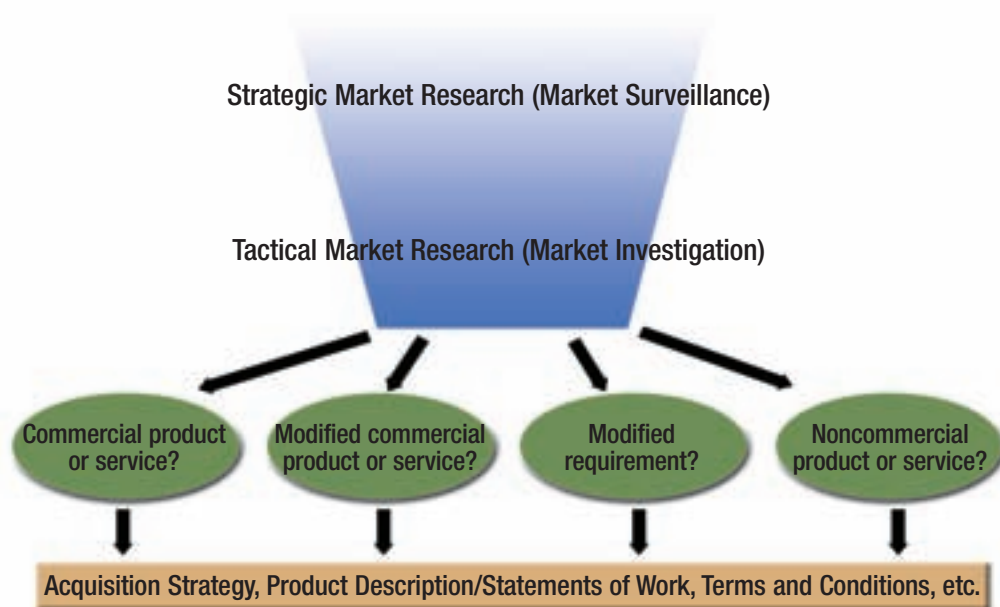 Strategic Market Research (Market Surveillance)
Tactical Market Research (Market Investigation)
Commercial product
or service?
Modified commercial
product or service?
Modified
requirement?
Noncommercial
product or service?
Acquisition Strategy, Product Description/Statements of Work, Terms and Conditions, etc.